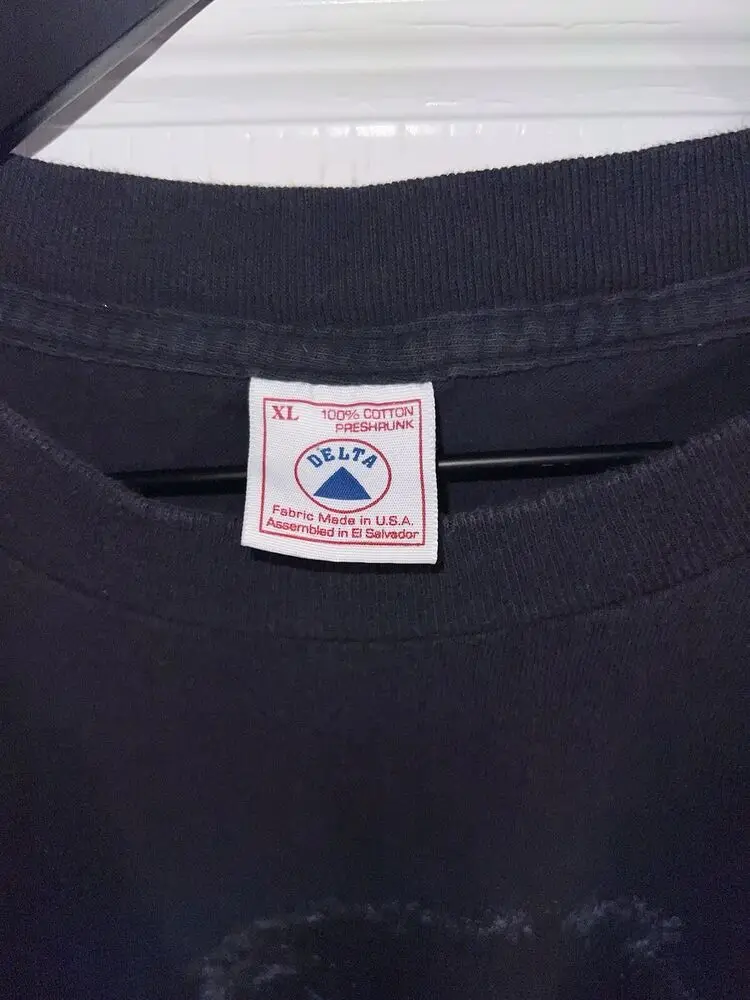 XL 100% COTTON
PRESHRUNK
DELTA
Fabric Made in U.S.A.
Assembled in El Salvador